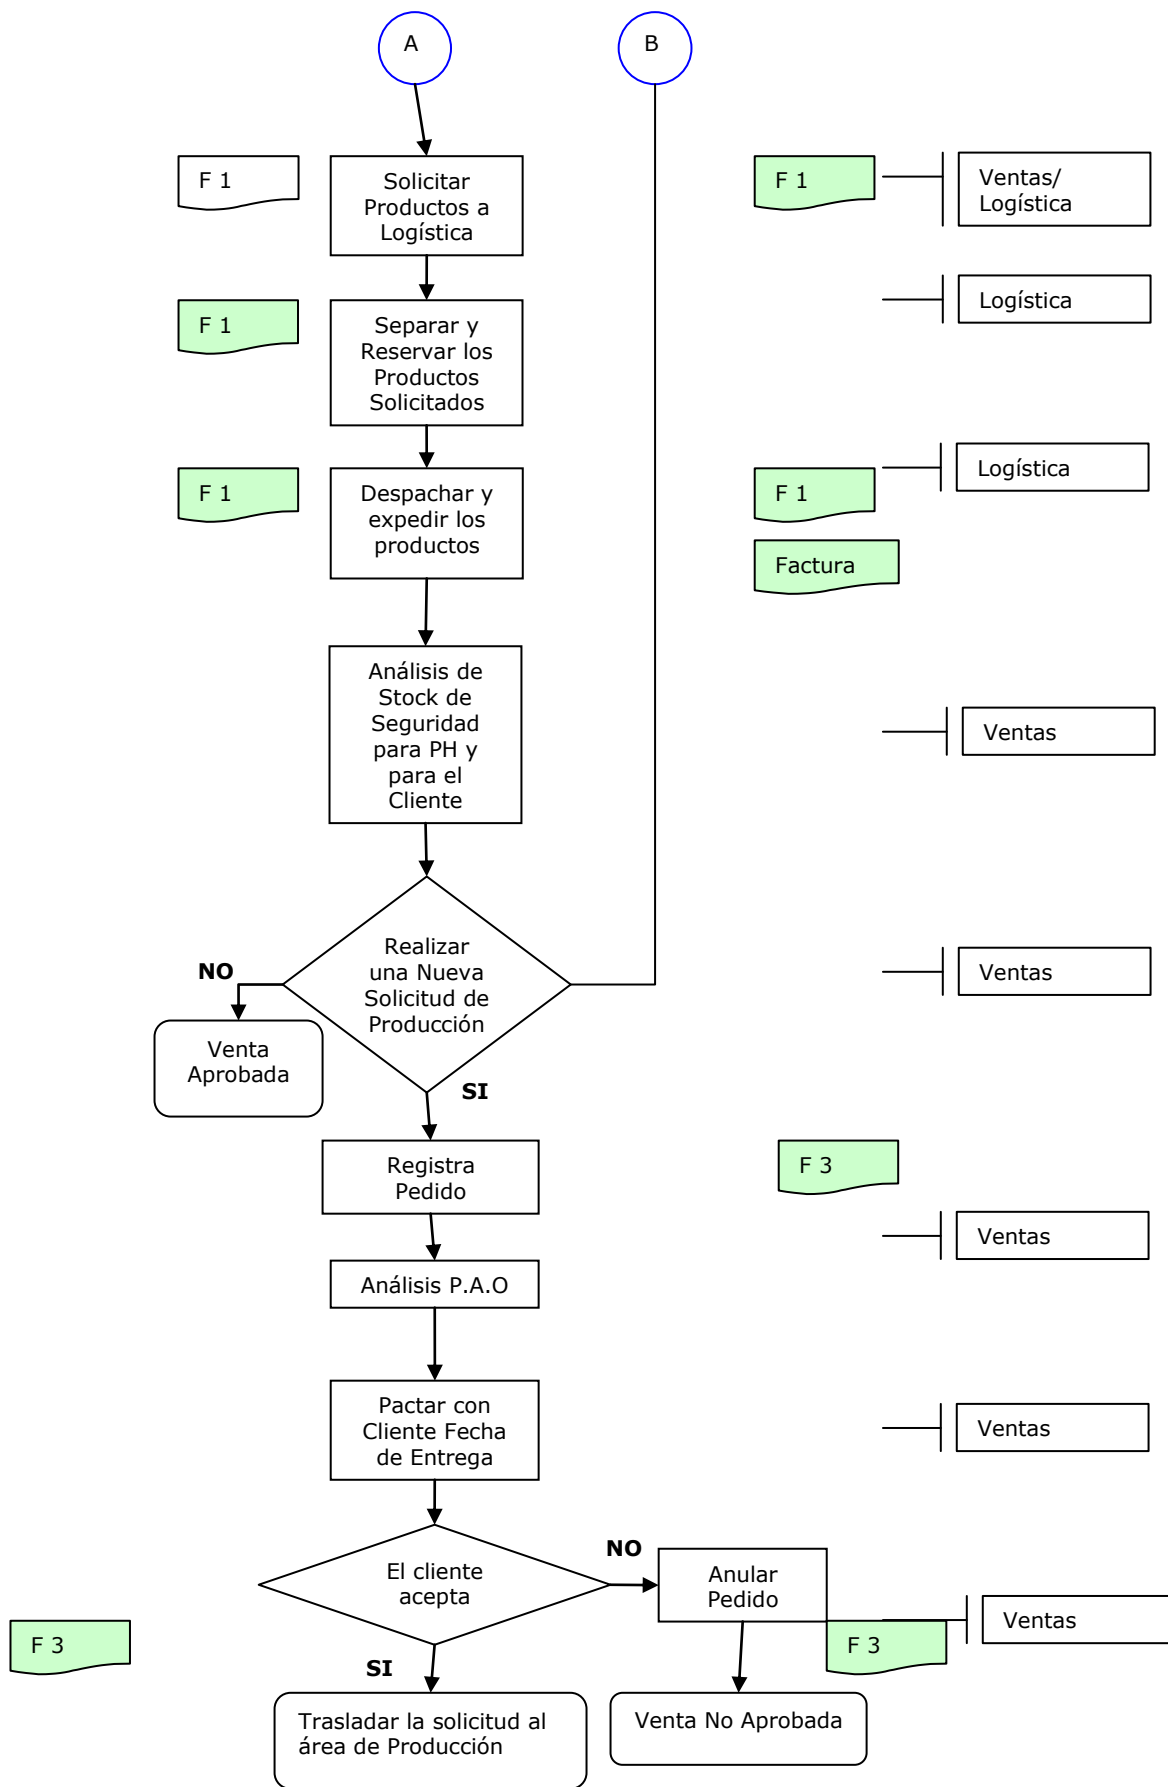 A
B
F 1
Solicitar
Productos a
Logística
F 1
Ventas/
Logística
F 1
Separar y
Reservar los
Productos
Solicitados
Logística
F 1
Despachar y
expedir los
productos
F 1
Logística
Factura
Análisis de
Stock de
Seguridad
para PH y
para el
Cliente
Ventas
Realizar
una Nueva
Solicitud de
Producción
NO
Ventas
Venta
Aprobada
SI
Registra
Pedido
F 3
Ventas
Análisis P.A.O
Pactar con
Cliente Fecha
de Entrega
Ventas
El cliente
acepta
NO
Anular
Pedido
Ventas
F 3
F 3
SI
Trasladar la solicitud al
área de Producción
Venta No Aprobada